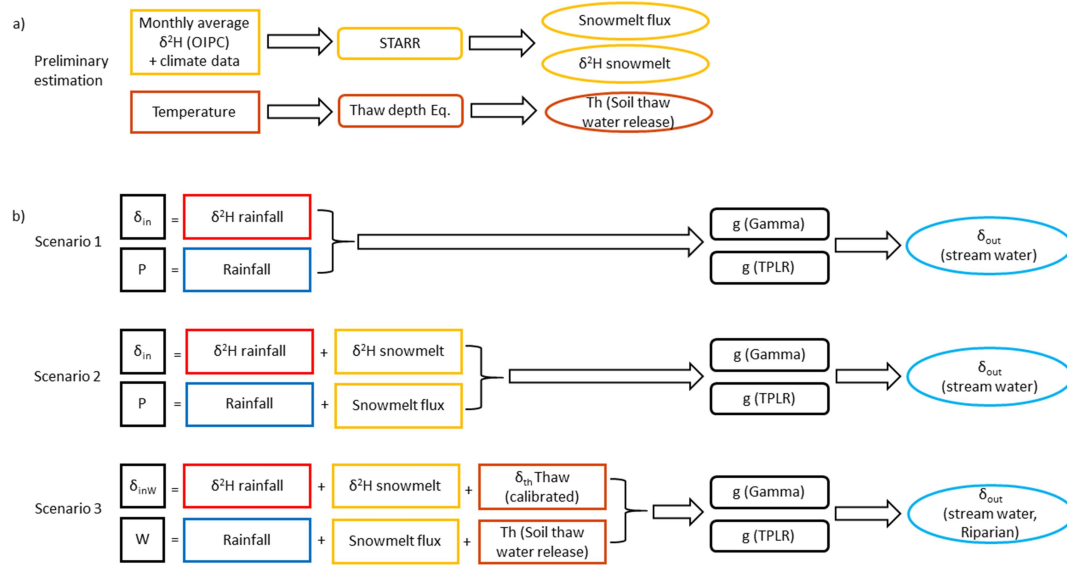 a)
Preliminary
estimation
Monthly average
δ²H (OIPC)
+ climate data
STARR
Snowmelt flux
δ²H snowmelt
Temperature
Thaw depth Eq.
Th (Soil thaw
water release)
b)
Scenario 1
δin = δ²H rainfall
P = Rainfall
g (Gamma)
g (TPLR)
δout
(stream water)
Scenario 2
δin = δ²H rainfall + δ²H snowmelt
P = Rainfall + Snowmelt flux
g (Gamma)
g (TPLR)
δout
(stream water)
Scenario 3
δinW = δ²H rainfall + δ²H snowmelt + δth Thaw
(calibrated)
W = Rainfall + Snowmelt flux + Th (Soil thaw
water release)
g (Gamma)
g (TPLR)
δout
(stream water,
Riparian)